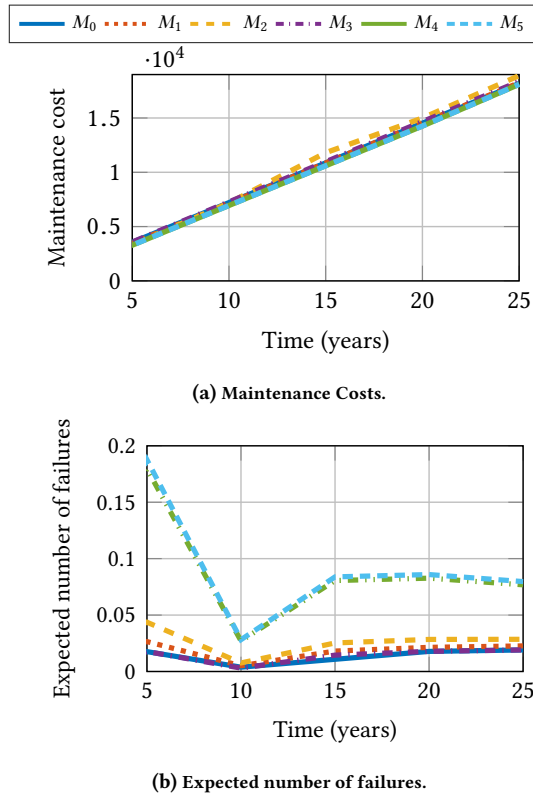 M0 M1 M2 M3 M4 M5
·10^4
Maintenance cost
1.5
1
0.5
0
5 10 15 20 25
Time (years)
(a) Maintenance Costs.
Expected number of failures
0.2
0.15
0.1
0.05
0
5 10 15 20 25
Time (years)
(b) Expected number of failures.